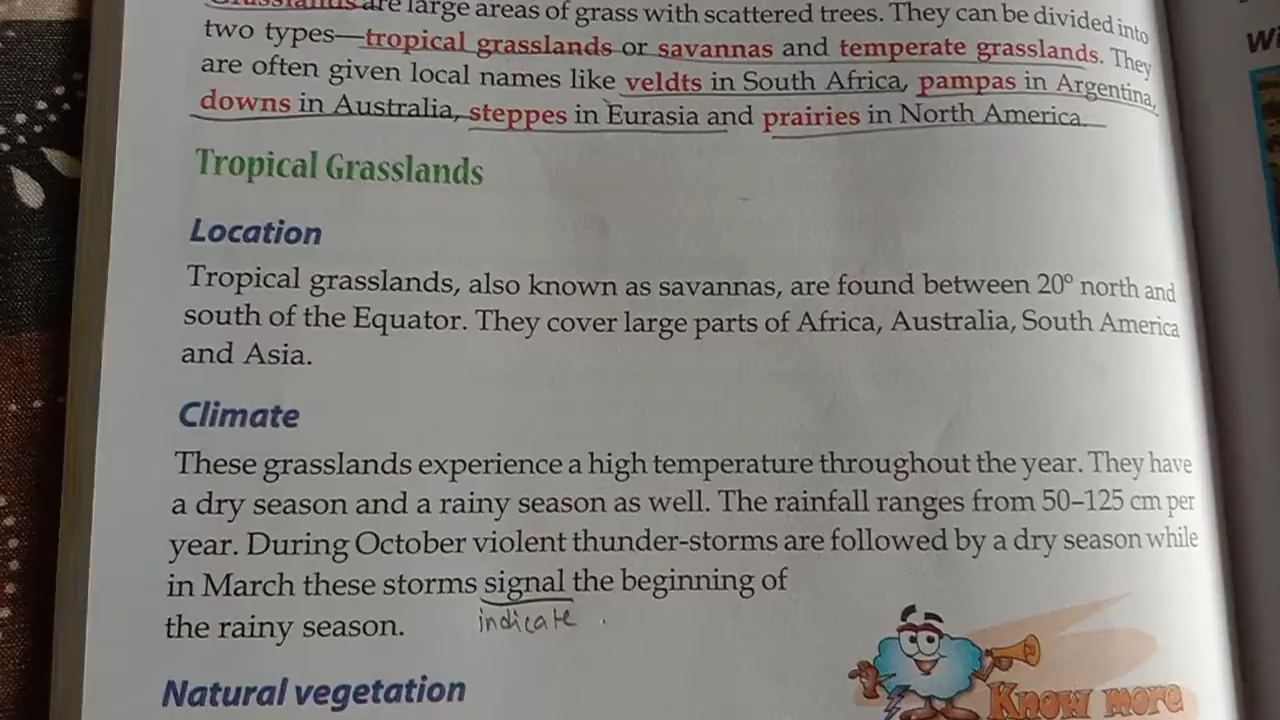 Grasslands are large areas of grass with scattered trees. They can be divided into
two types—tropical grasslands or savannas and temperate grasslands. They
are often given local names like veldts in South Africa, pampas in Argentina,
downs in Australia, steppes in Eurasia and prairies in North America.
Tropical Grasslands
Location
Tropical grasslands, also known as savannas, are found between 20º north and
south of the Equator. They cover large parts of Africa, Australia, South America
and Asia.
Climate
These grasslands experience a high temperature throughout the year. They have
a dry season and a rainy season as well. The rainfall ranges from 50–125 cm per
year. During October violent thunder-storms are followed by a dry season while
in March these storms signal the beginning of
the rainy season.
indicate
Natural vegetation
Know more